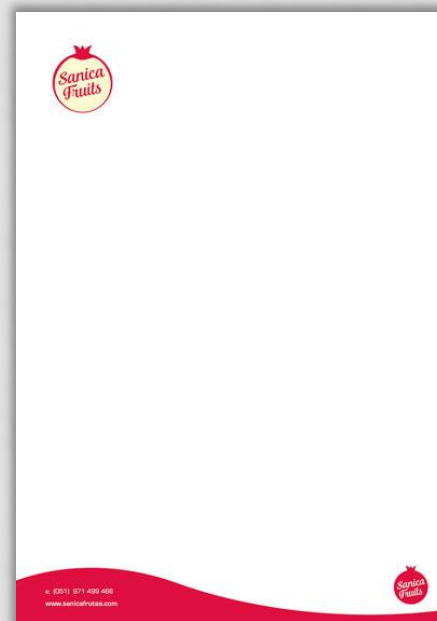 Sanica
Fruits
e: (051) 971 499 466
www.sanicafrutas.com
Sanica
Fruits